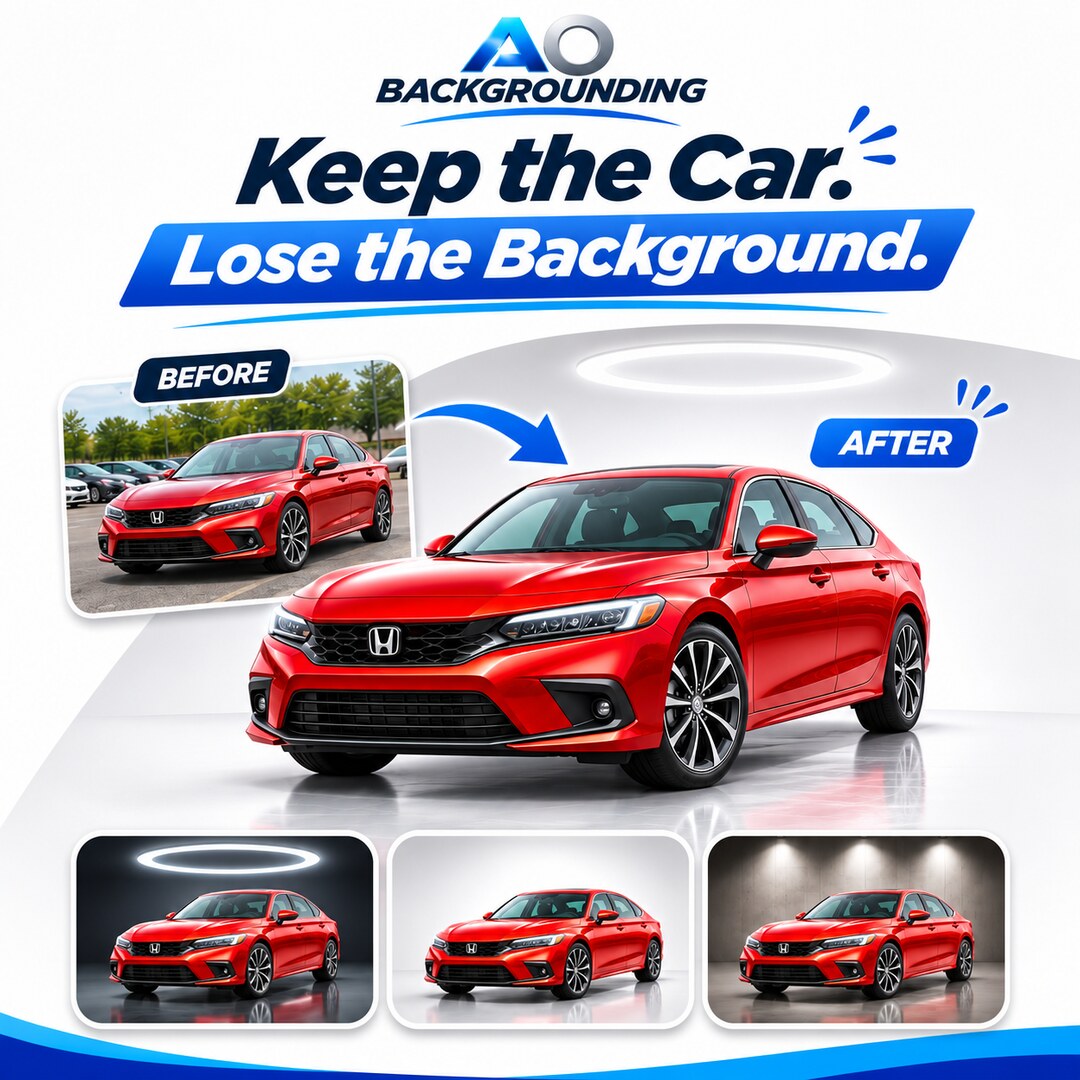 AO
BACKGROUNDING
Keep the Car.
Lose the Background.
BEFORE
AFTER